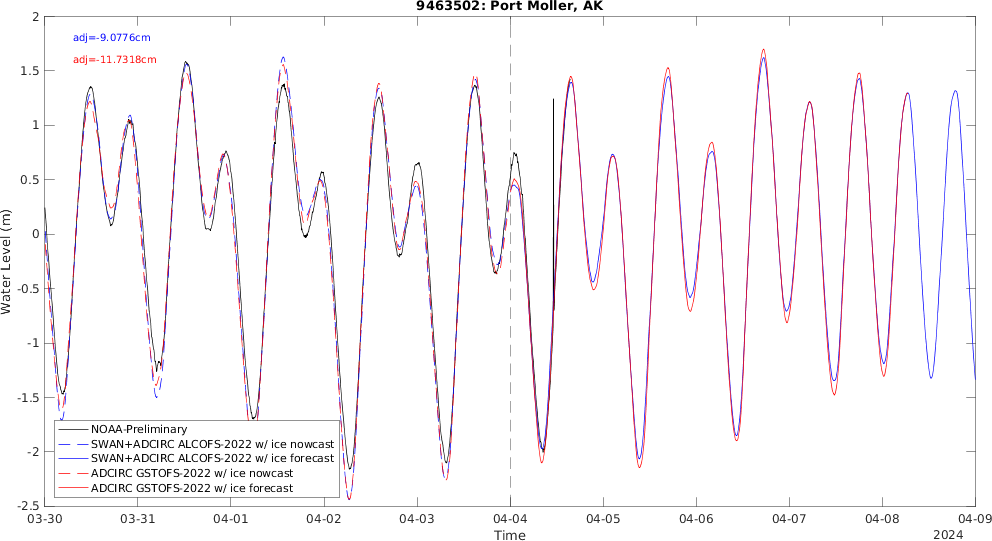 9463502: Port Moller, AK
adj=-9.0776cm
adj=-11.7318cm
Water Level (m)
2
1.5
1
0.5
0
-0.5
-1
-1.5
-2
-2.5
NOAA-Preliminary
SWAN+ADCIRC ALCOFS-2022 w/ ice nowcast
SWAN+ADCIRC ALCOFS-2022 w/ ice forecast
ADCIRC GSTOFS-2022 w/ ice nowcast
ADCIRC GSTOFS-2022 w/ ice forecast
03-30 03-31 04-01 04-02 04-03 04-04 04-05 04-06 04-07 04-08 04-09
Time
2024